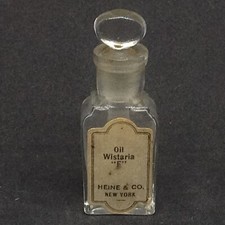 Oil
Wistaria
"F"
HEINE & CO.
NEW YORK